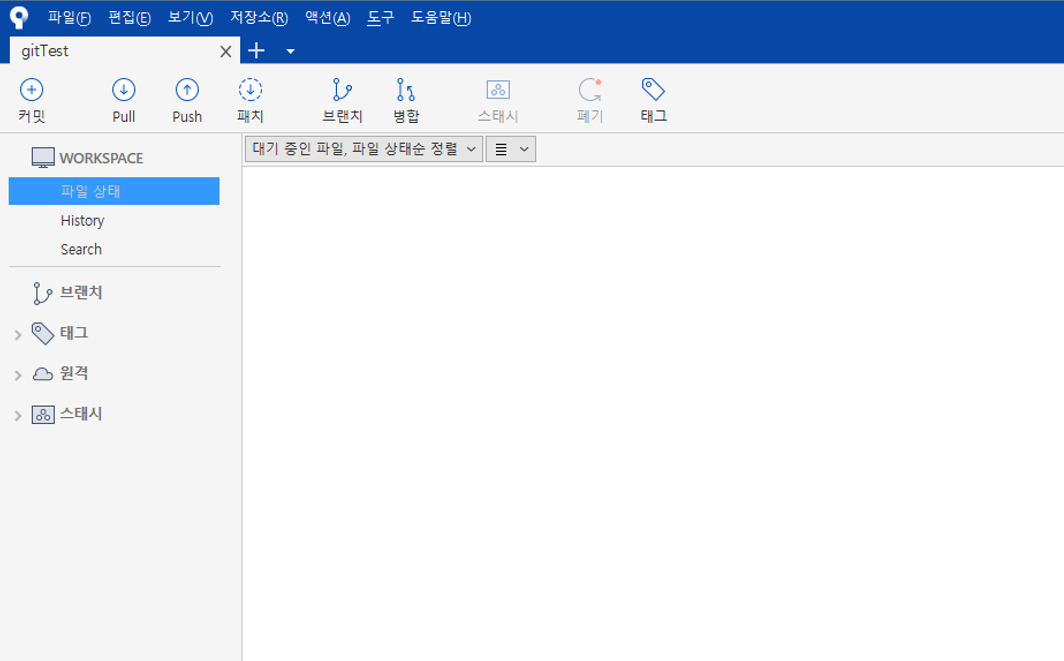 파일(F) 편집(E) 보기(V) 저장소(R) 액션(A) 도구 도움말(H)
gitTest
커밋 Pull Push 패치 브랜치 병합 스태시 폐기 태그
WORKSPACE
대기 중인 파일, 파일 상태순 정렬
파일 상태
History
Search
브랜치
태그
원격
스태시